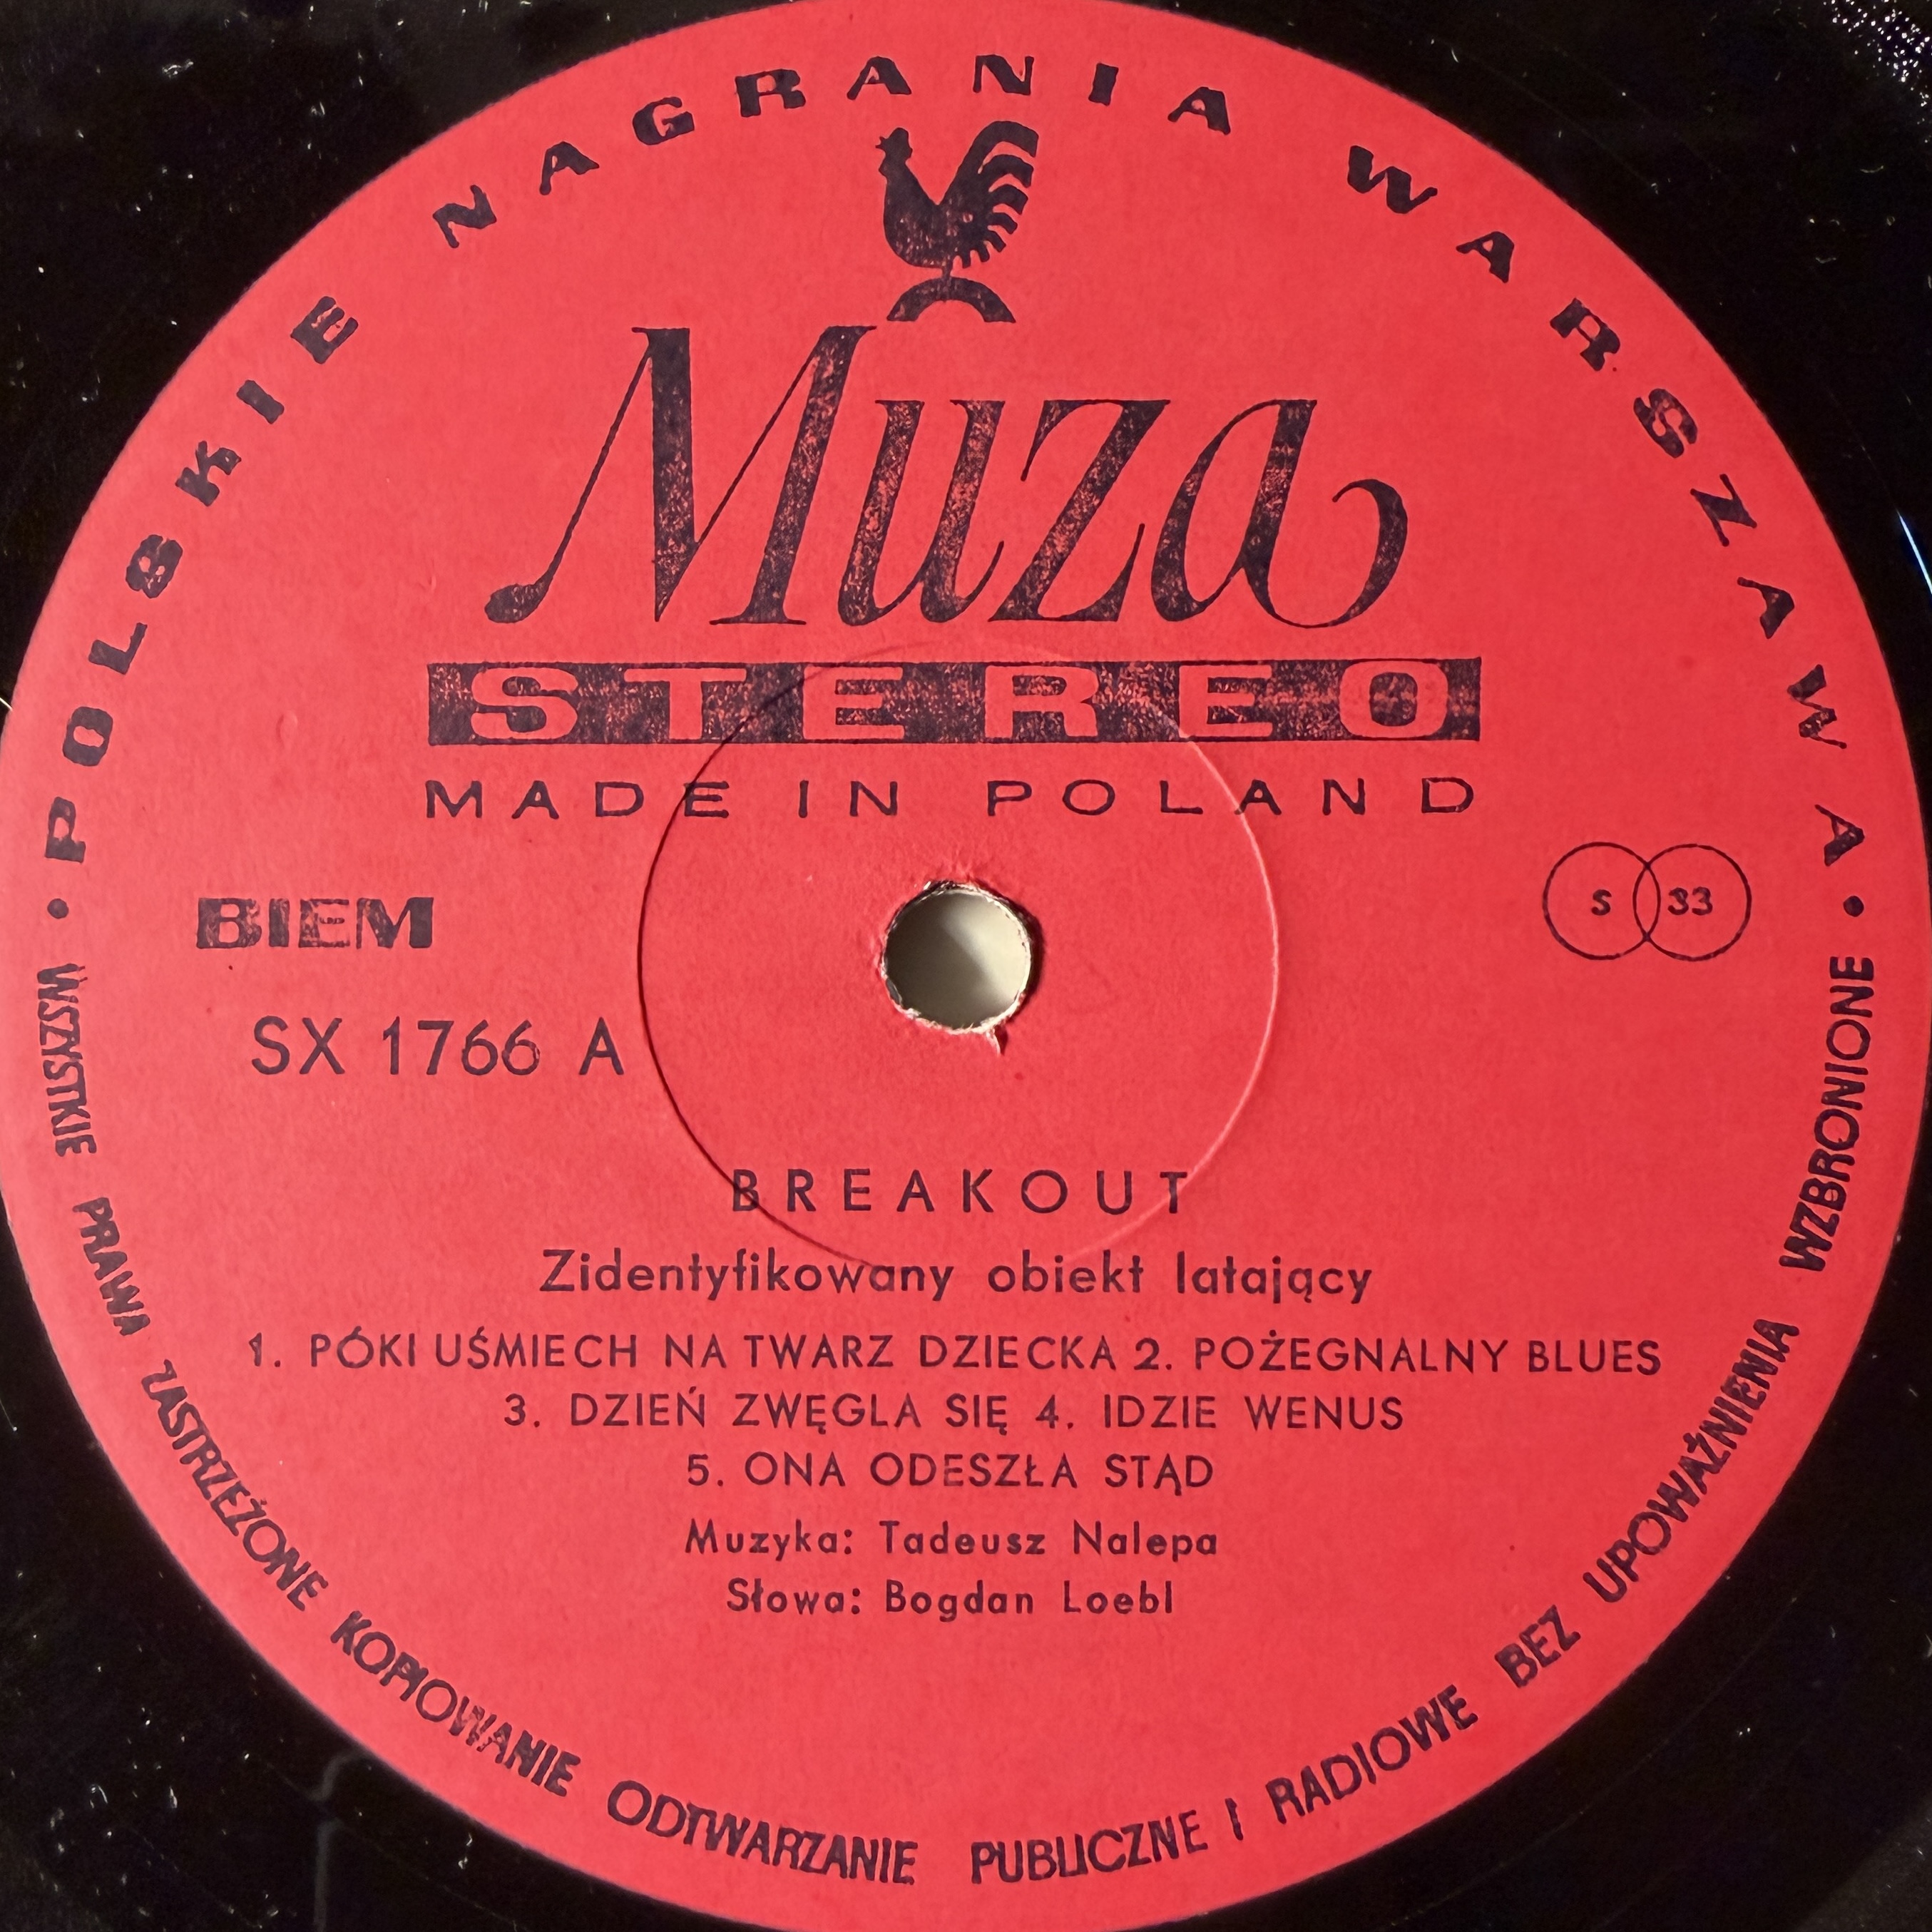 POLSKIE NAGRANIA WARSZAWA
Muza
STEREO
MADE IN POLAND
BIEM
S 33
SX 1766 A
BREAKOUT
Zidentyfikowany obiekt latający
1. PÓKI UŚMIECH NA TWARZ DZIECKA 2. POŻEGNALNY BLUES
3. DZIEŃ ZWĘGLA SIĘ 4. IDZIE WENUS
5. ONA ODESZŁA STĄD
Muzyka: Tadeusz Nalepa
Słowa: Bogdan Loebl
• WSZYSTKIE PRAWA ZASTRZEŻONE KOPIOWANIE ODTWARZANIE PUBLICZNE I RADIOWE BEZ UPOWAŻNIENIA WZBRONIONE •